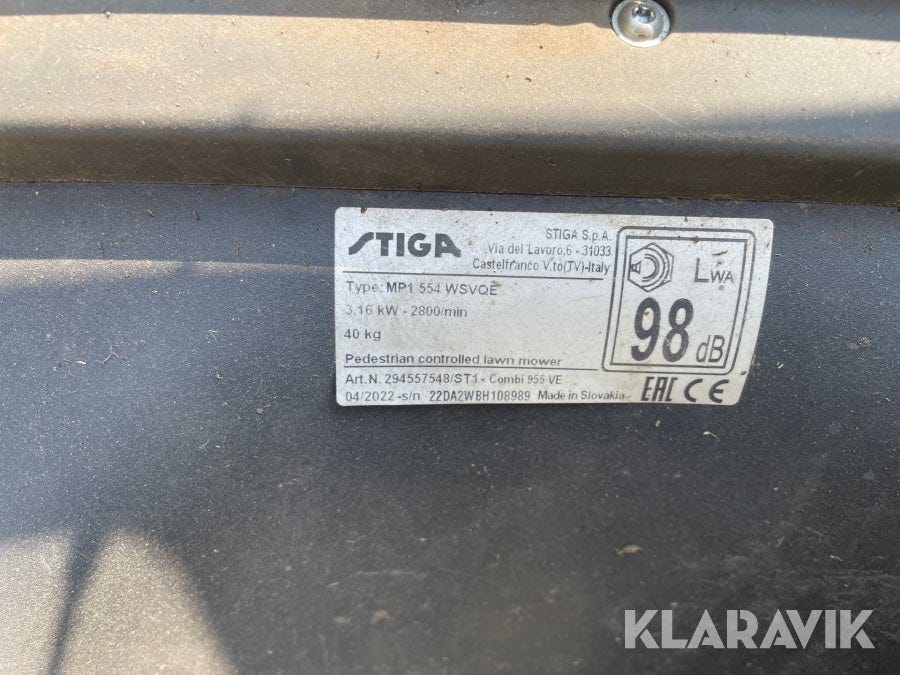 STIGA
STIGA S.p.A.
Via del Lavoro,6 - 31033
Castelfranco V.to(TV)-Italy
Type: MP1 554 WSVQE
3,16 kW - 2800/min
40 kg
Pedestrian controlled lawn mower
Art.N. 294557548/ST1 - Combi 955 VE
04/2022 -s/n 22DA2WBH108989 Made in Slovakia
LWA
98 dB
EAC CE
KLARAVIK